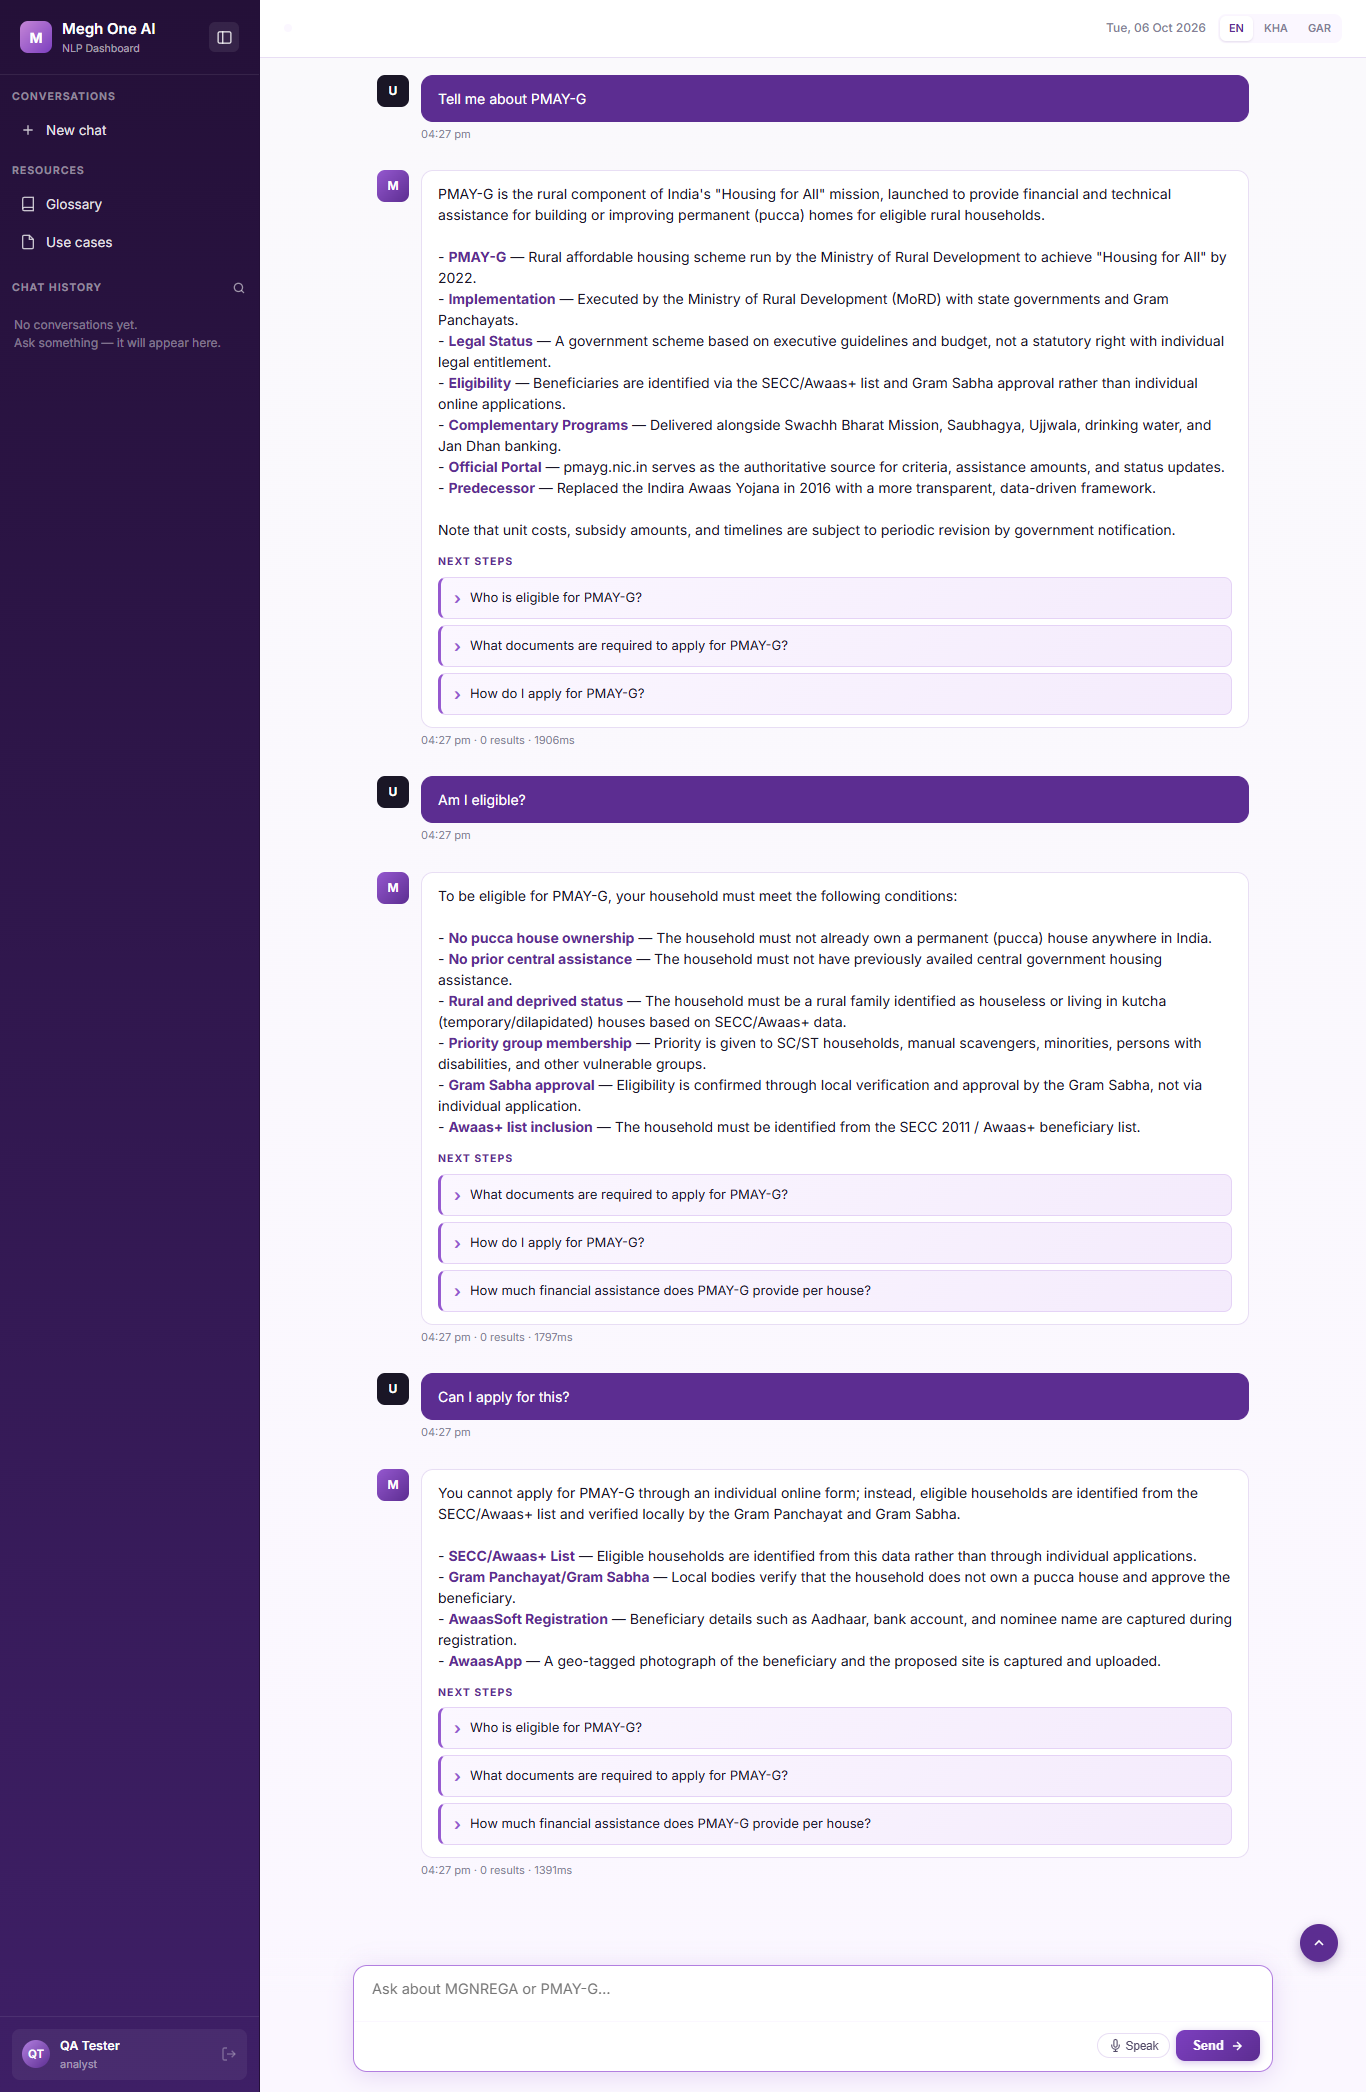 M
Megh One AI
NLP Dashboard
CONVERSATIONS
+ New chat
RESOURCES
Glossary
Use cases
CHAT HISTORY
No conversations yet.
Ask something — it will appear here.
QT
QA Tester
analyst
Tue, 06 Oct 2026
EN
KHA
GAR
U
Tell me about PMAY-G
04:27 pm
M
PMAY-G is the rural component of India's "Housing for All" mission, launched to provide financial and technical
assistance for building or improving permanent (pucca) homes for eligible rural households.
- PMAY-G — Rural affordable housing scheme run by the Ministry of Rural Development to achieve "Housing for All" by
2022.
- Implementation — Executed by the Ministry of Rural Development (MoRD) with state governments and Gram
Panchayats.
- Legal Status — A government scheme based on executive guidelines and budget, not a statutory right with individual
legal entitlement.
- Eligibility — Beneficiaries are identified via the SECC/Awaas+ list and Gram Sabha approval rather than individual
online applications.
- Complementary Programs — Delivered alongside Swachh Bharat Mission, Saubhagya, Ujjwala, drinking water, and
Jan Dhan banking.
- Official Portal — pmayg.nic.in serves as the authoritative source for criteria, assistance amounts, and status updates.
- Predecessor — Replaced the Indira Awaas Yojana in 2016 with a more transparent, data-driven framework.
Note that unit costs, subsidy amounts, and timelines are subject to periodic revision by government notification.
NEXT STEPS
› Who is eligible for PMAY-G?
› What documents are required to apply for PMAY-G?
› How do I apply for PMAY-G?
04:27 pm · 0 results · 1906ms
U
Am I eligible?
04:27 pm
M
To be eligible for PMAY-G, your household must meet the following conditions:
- No pucca house ownership — The household must not already own a permanent (pucca) house anywhere in India.
- No prior central assistance — The household must not have previously availed central government housing
assistance.
- Rural and deprived status — The household must be a rural family identified as houseless or living in kutcha
(temporary/dilapidated) houses based on SECC/Awaas+ data.
- Priority group membership — Priority is given to SC/ST households, manual scavengers, minorities, persons with
disabilities, and other vulnerable groups.
- Gram Sabha approval — Eligibility is confirmed through local verification and approval by the Gram Sabha, not via
individual application.
- Awaas+ list inclusion — The household must be identified from the SECC 2011 / Awaas+ beneficiary list.
NEXT STEPS
› What documents are required to apply for PMAY-G?
› How do I apply for PMAY-G?
› How much financial assistance does PMAY-G provide per house?
04:27 pm · 0 results · 1797ms
U
Can I apply for this?
04:27 pm
M
You cannot apply for PMAY-G through an individual online form; instead, eligible households are identified from the
SECC/Awaas+ list and verified locally by the Gram Panchayat and Gram Sabha.
- SECC/Awaas+ List — Eligible households are identified from this data rather than through individual applications.
- Gram Panchayat/Gram Sabha — Local bodies verify that the household does not own a pucca house and approve the
beneficiary.
- AwaasSoft Registration — Beneficiary details such as Aadhaar, bank account, and nominee name are captured during
registration.
- AwaasApp — A geo-tagged photograph of the beneficiary and the proposed site is captured and uploaded.
NEXT STEPS
› Who is eligible for PMAY-G?
› What documents are required to apply for PMAY-G?
› How much financial assistance does PMAY-G provide per house?
04:27 pm · 0 results · 1391ms
Ask about MGNREGA or PMAY-G...
Speak
Send →